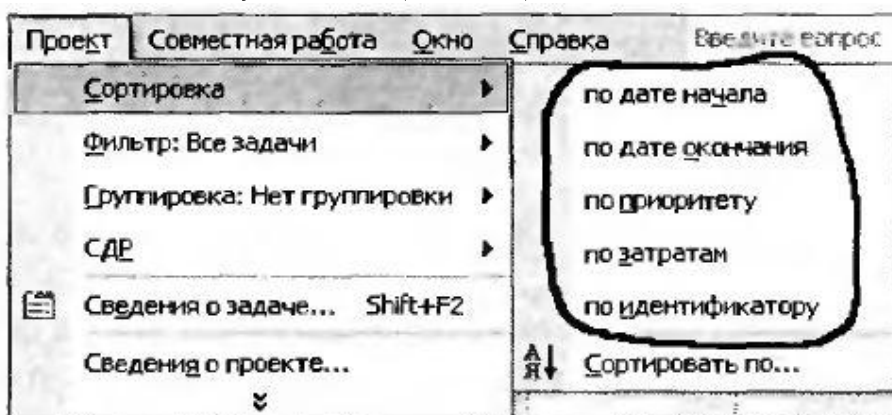 Проект Совместная работа Окно Справка Введите вопрос
Сортировка
Фильтр: Все задачи
Группировка: Нет группировки
СДР
Сведения о задаче... Shift+F2
Сведения о проекте...
по дате начала
по дате окончания
по приоритету
по затратам
по идентификатору
АЯ Сортировать по...